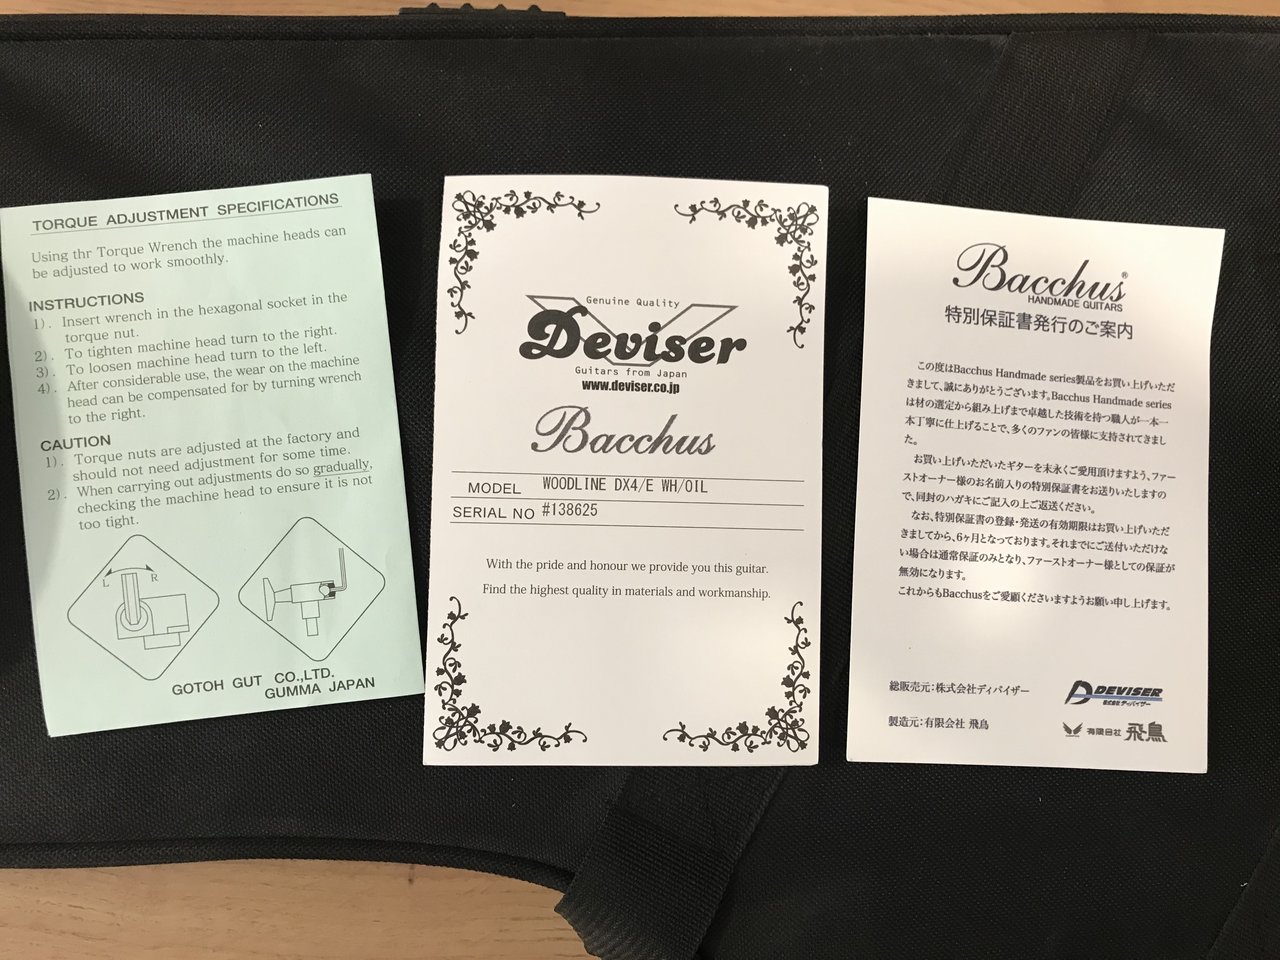 TORQUE ADJUSTMENT SPECIFICATIONS
Using thr Torque Wrench the machine heads can
be adjusted to work smoothly.
INSTRUCTIONS
1). Insert wrench in the hexagonal socket in the
torque nut.
2). To tighten machine head turn to the right.
3). To loosen machine head turn to the left.
4). After considerable use, the wear on the machine
head can be compensated for by turning wrench
to the right.
CAUTION
1). Torque nuts are adjusted at the factory and
should not need adjustment for some time.
2). When carrying out adjustments do so gradually,
checking the machine head to ensure it is not
too tight.
L R
GOTOH GUT CO.,LTD.
GUMMA JAPAN
Genuine Quality
Deviser
Guitars from Japan
www.deviser.co.jp
Bacchus
MODEL WOODLINE DX4/E WH/OIL
SERIAL NO #138625
With the pride and honour we provide you this guitar.
Find the highest quality in materials and workmanship.
Bacchus®
HANDMADE GUITARS
特別保証書発行のご案内
この度はBacchus Handmade series製品をお買い上げいただ
きまして、誠にありがとうございます。Bacchus Handmade series
は材の選定から組み上げまで卓越した技術を持つ職人が一本一
本丁寧に仕上げることで、多くのファンの皆様に支持されてきまし
た。
お買い上げいただいたギターを末永くご愛用頂けますよう、ファー
ストオーナー様のお名前入りの特別保証書をお送りいたしますの
で、同封のハガキにご記入の上ご返送ください。
なお、特別保証書の登録・発送の有効期限はお買い上げいただ
きましてから、6ヶ月となっております。それまでにご送付いただけな
い場合は通常保証のみとなり、ファーストオーナー様としての保証が
無効になります。
これからもBacchusをご愛顧くださいますようお願い申し上げます。
総販売元:株式会社ディバイザー
DEVISER
株式会社ディバイザー
製造元:有限会社 飛鳥
有限会社 飛鳥